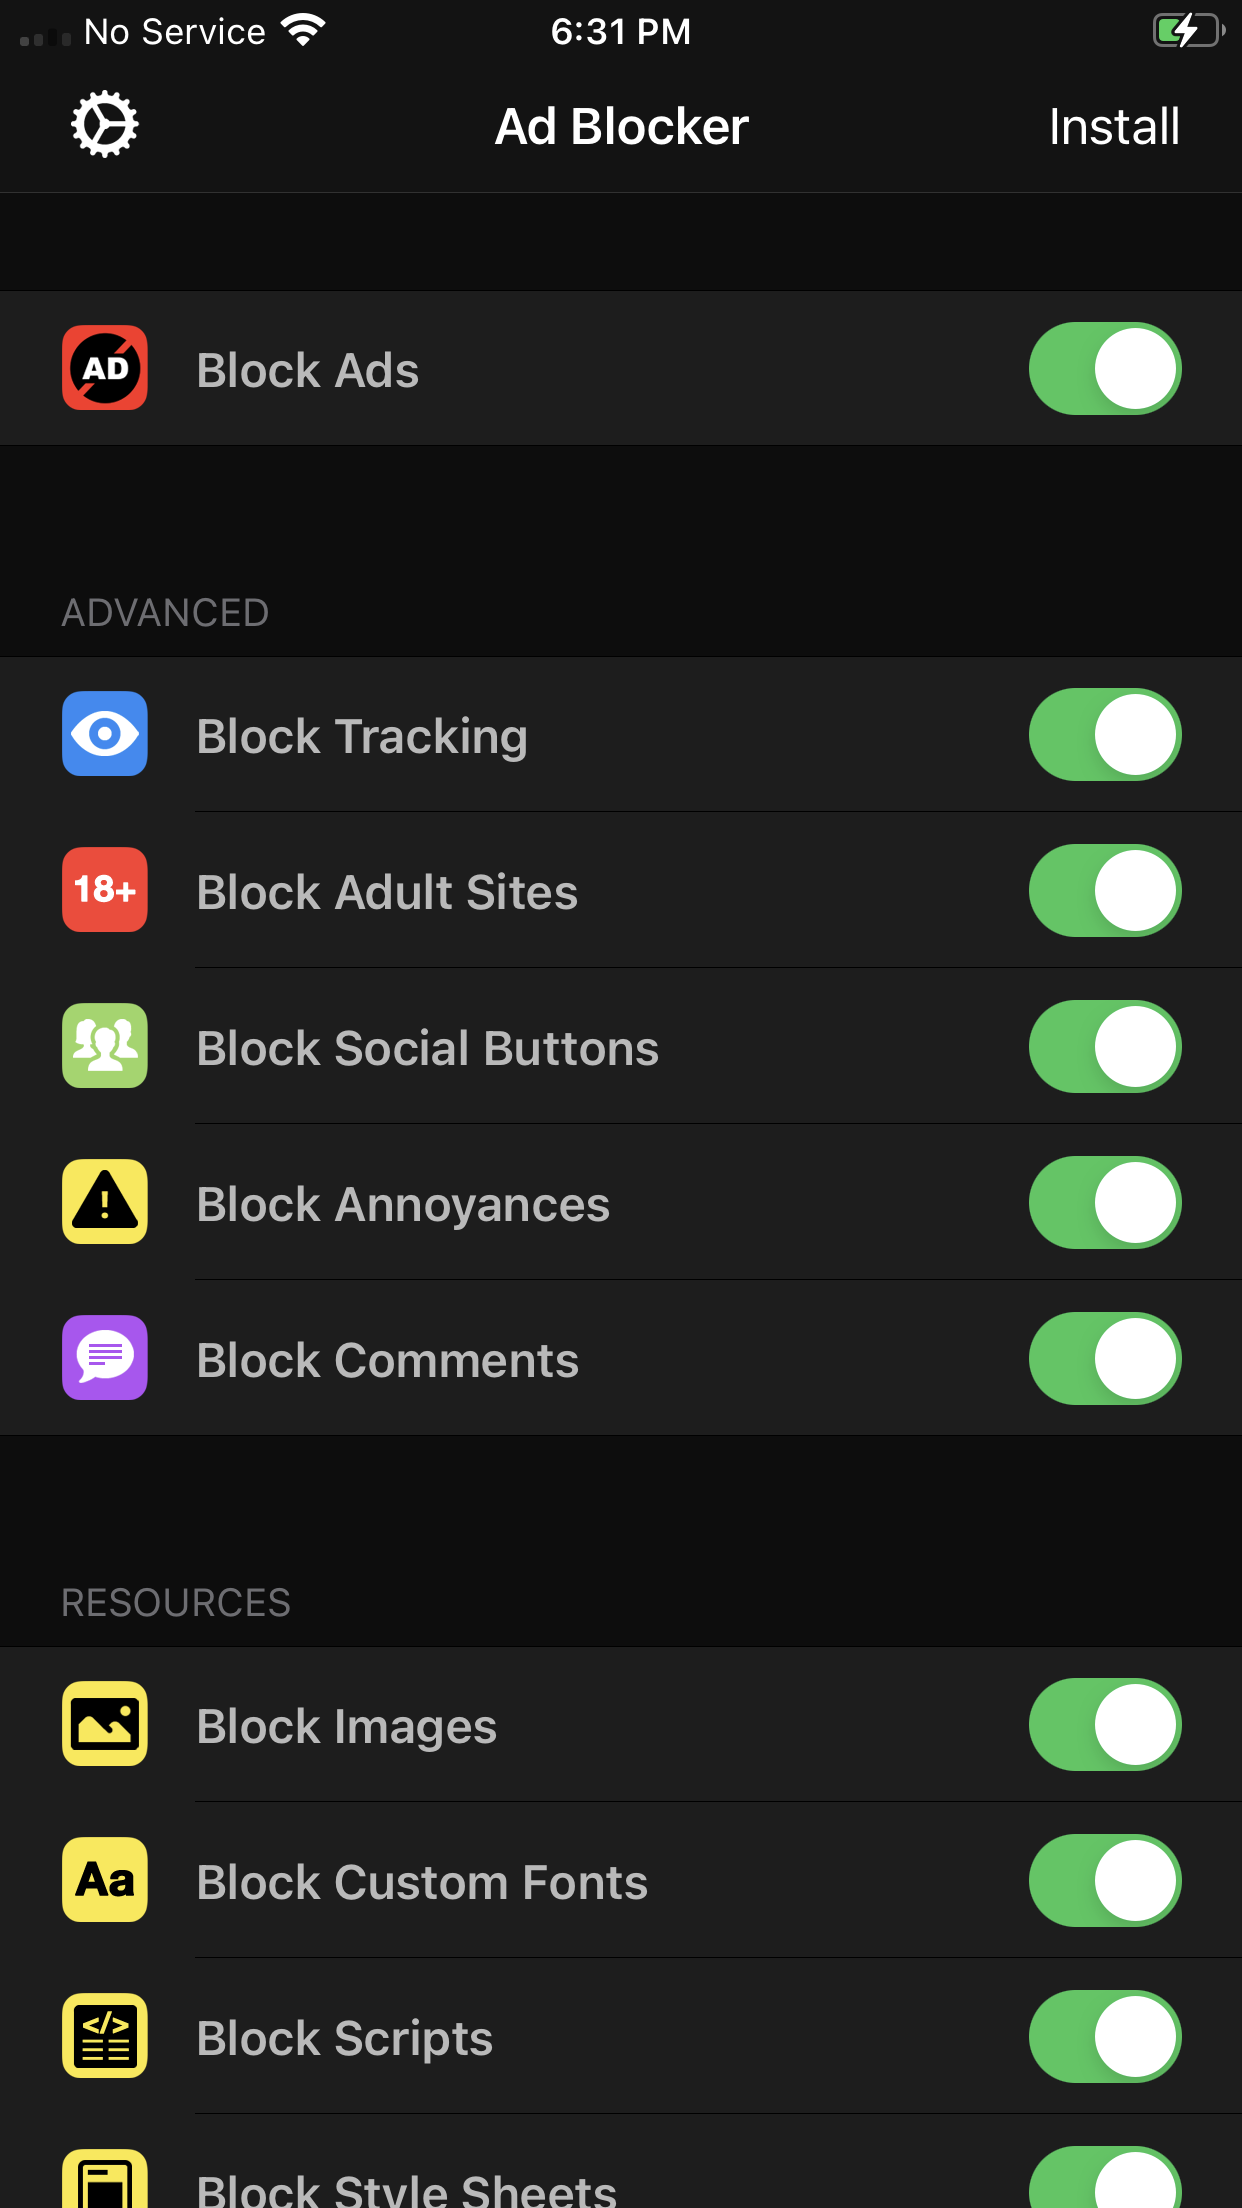 No Service 6:31 PM
Ad Blocker Install
AD Block Ads
ADVANCED
Block Tracking
18+ Block Adult Sites
Block Social Buttons
! Block Annoyances
Block Comments
RESOURCES
Block Images
Aa Block Custom Fonts
</> Block Scripts
Block Style Sheets